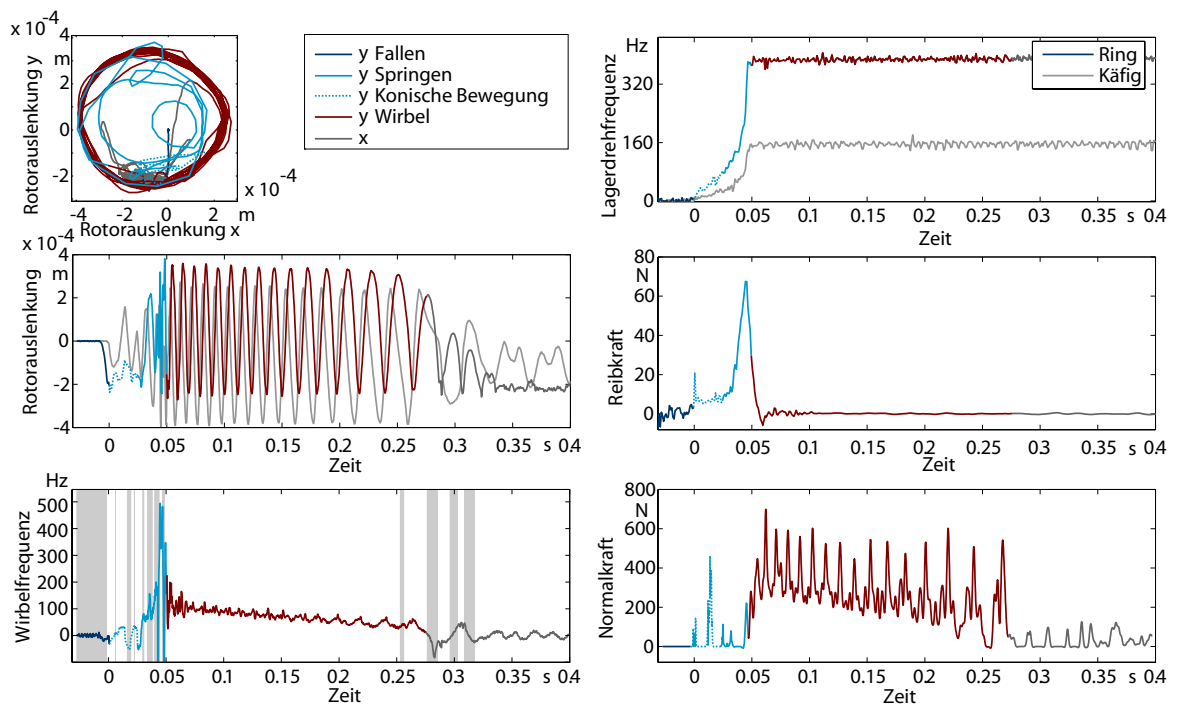 x 10⁻⁴
4
m
2
0
-2
Rotorauslenkung y
-4 -2 0 m 2
x 10⁻⁴
Rotorauslenkung x
y Fallen
y Springen
y Konische Bewegung
y Wirbel
x
Hz
320
160
0
Lagerdrehfrequenz
Ring
Käfig
0 0.05 0.1 0.15 0.2 0.25 0.3 0.35 s 0.4
Zeit
x 10⁻⁴
4
m
2
0
-2
-4
Rotorauslenkung
0 0.05 0.1 0.15 0.2 0.25 0.3 s 0.4
Zeit
80
N
60
40
20
0
Reibkraft
0 0.05 0.1 0.15 0.2 0.25 0.3 s 0.4
Zeit
Hz
500
400
300
200
100
0
Wirbelfrequenz
0 0.05 0.1 0.15 0.2 0.25 0.3 0.35 s 0.4
Zeit
800
N
600
400
200
0
Normalkraft
0 0.05 0.1 0.15 0.2 0.25 0.3 0.35 s 0.4
Zeit